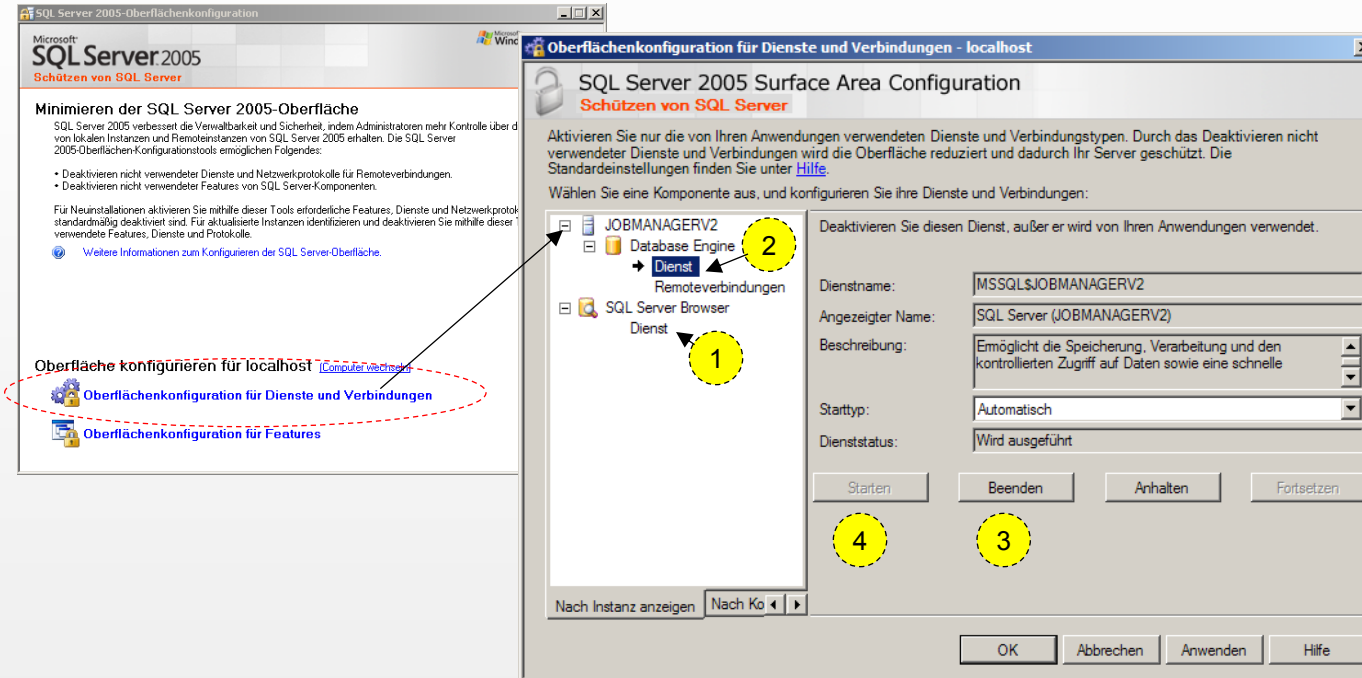 SQL Server 2005-Oberflächenkonfiguration
Microsoft
SQL Server 2005
Schützen von SQL Server
Minimieren der SQL Server 2005-Oberfläche
SQL Server 2005 verbessert die Verwaltbarkeit und Sicherheit, indem Administratoren mehr Kontrolle über
von lokalen Instanzen und Remoteinstanzen von SQL Server 2005 erhalten. Die SQL Server
2005-Oberflächen-Konfigurationstools ermöglichen Folgendes:
• Deaktivieren nicht verwendeter Dienste und Netzwerkprotokolle für Remoteverbindungen.
• Deaktivieren nicht verwendeter Features von SQL Server-Komponenten.
Für Neuinstallationen aktivieren Sie mithilfe dieser Tools erforderliche Features, Dienste und Netzwerkprotok
standardmäßig deaktiviert sind. Für aktualisierte Instanzen identifizieren und deaktivieren Sie mithilfe dieser
verwendete Features, Dienste und Protokolle.
Weitere Informationen zum Konfigurieren der SQL Server-Oberfläche.
Oberfläche konfigurieren für localhost (Computer wechseln)
Oberflächenkonfiguration für Dienste und Verbindungen
Oberflächenkonfiguration für Features
Oberflächenkonfiguration für Dienste und Verbindungen - localhost
SQL Server 2005 Surface Area Configuration
Schützen von SQL Server
Aktivieren Sie nur die von Ihren Anwendungen verwendeten Dienste und Verbindungstypen. Durch das Deaktivieren nicht
verwendeter Dienste und Verbindungen wird die Oberfläche reduziert und dadurch Ihr Server geschützt. Die
Standardeinstellungen finden Sie unter Hilfe.
Wählen Sie eine Komponente aus, und konfigurieren Sie ihre Dienste und Verbindungen:
JOBMANAGERV2
Database Engine
Dienst
Remoteverbindungen
SQL Server Browser
Dienst
2
1
Nach Instanz anzeigen
Nach Ko
Deaktivieren Sie diesen Dienst, außer er wird von Ihren Anwendungen verwendet.
Dienstname: MSSQL$JOBMANAGERV2
Angezeigter Name: SQL Server (JOBMANAGERV2)
Beschreibung: Ermöglicht die Speicherung, Verarbeitung und den
kontrollierten Zugriff auf Daten sowie eine schnelle
Starttyp: Automatisch
Dienststatus: Wird ausgeführt
Starten Beenden Anhalten Fortsetzen
4 3
OK Abbrechen Anwenden Hilfe